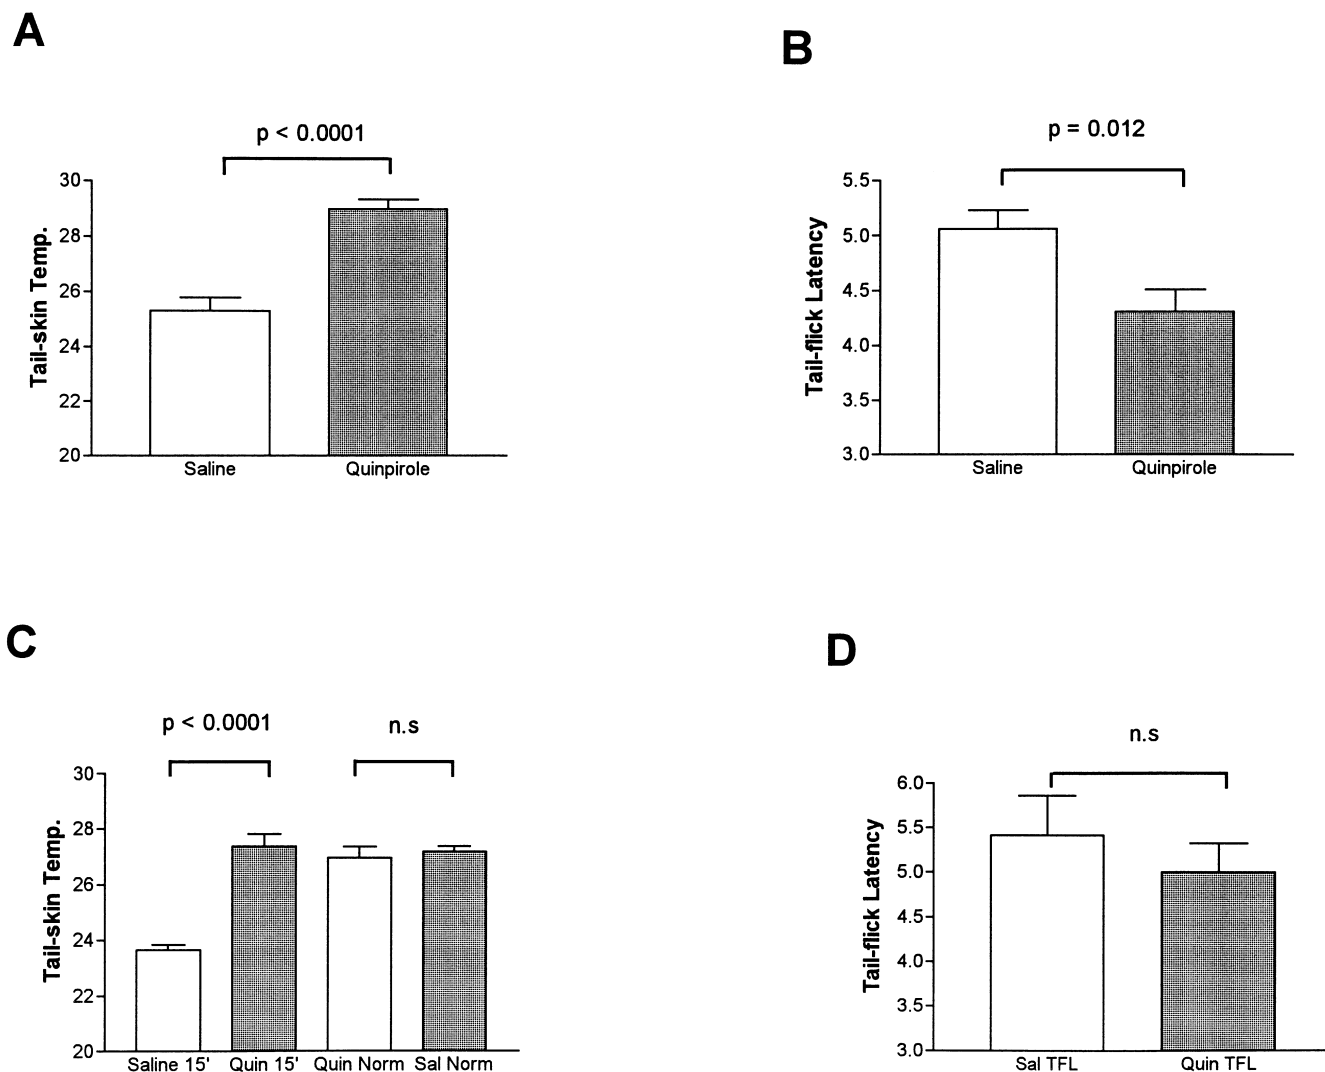 A
p < 0.0001
Tail-skin Temp.
30
28
26
24
22
20
Saline Quinpirole
B
p = 0.012
Tail-flick Latency
5.5
5.0
4.5
4.0
3.5
3.0
Saline Quinpirole
C
p < 0.0001 n.s
Tail-skin Temp.
30
28
26
24
22
20
Saline 15' Quin 15' Quin Norm Sal Norm
D
n.s
Tail-flick Latency
6.0
5.5
5.0
4.5
4.0
3.5
3.0
Sal TFL Quin TFL